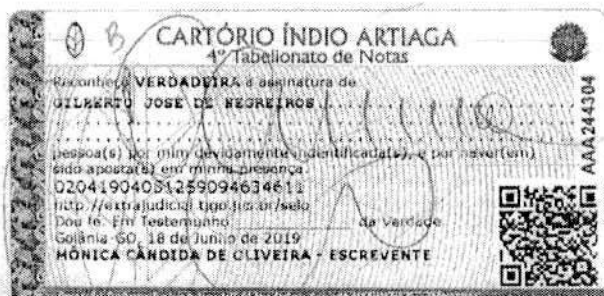 CARTÓRIO ÍNDIO ARTIAGA
4º Tabelionato de Notas
Reconheço VERDADEIRA a assinatura de
GILBERTO JOSE DE NEGREIROS
pessoa(s) por mim devidamente indentificada(s), e por haver(em)
sido aposta(s) em minha presença.
02041904051259094634611
http://extrajudicial.tjgo.jus.br/selo
Dou fé. Em Testemunho da Verdade
Goiânia-GO, 18 de Junho de 2019
MÔNICA CÂNDIDA DE OLIVEIRA - ESCREVENTE
AAA244304